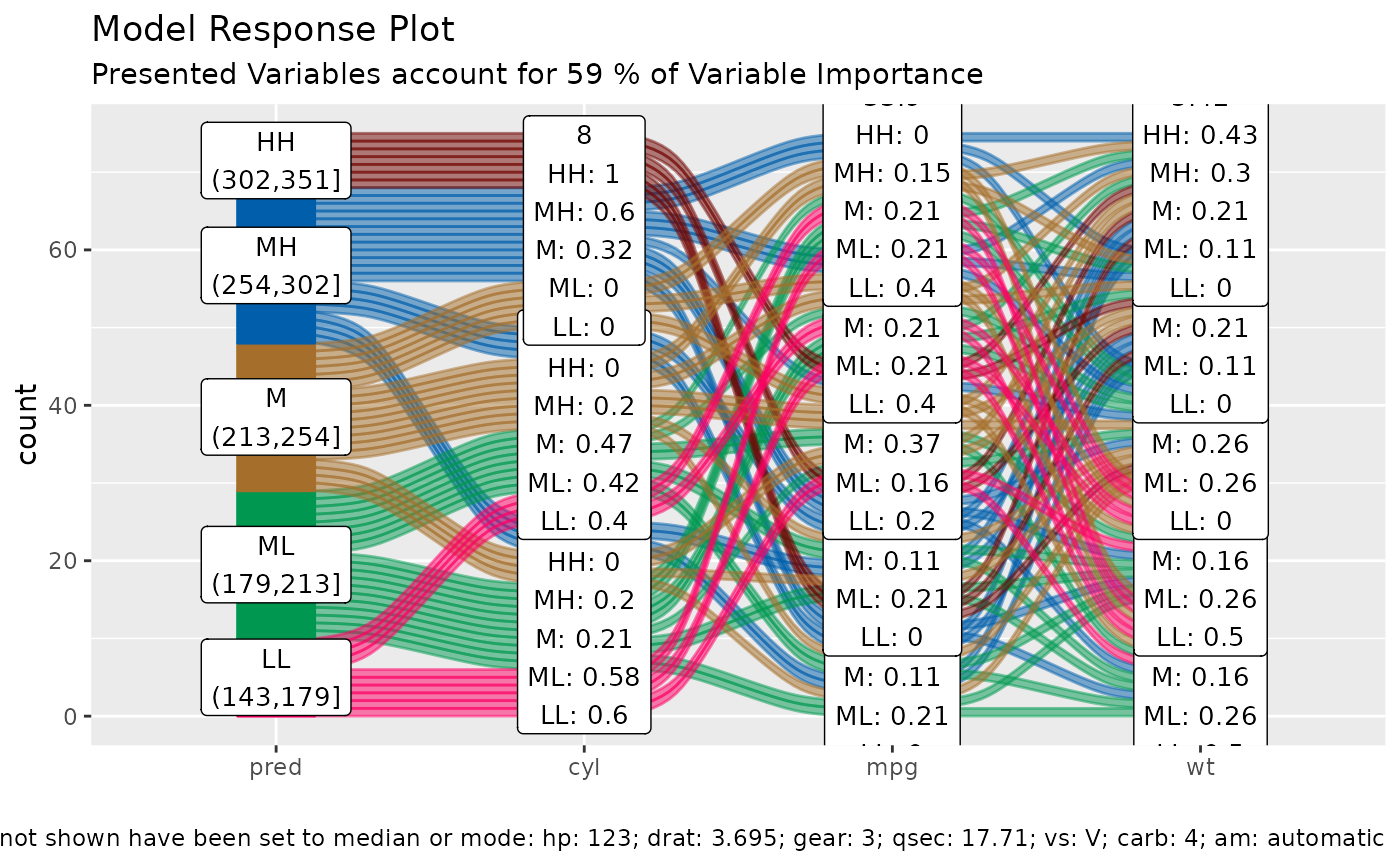 Model Response Plot
Presented Variables account for 59 % of Variable Importance
count
60
40
20
0
HH
(302,351]
MH
(254,302]
M
(213,254]
ML
(179,213]
LL
(143,179]
8
HH: 1
MH: 0.6
M: 0.32
ML: 0
LL: 0
HH: 0
MH: 0.2
M: 0.47
ML: 0.42
LL: 0.4
HH: 0
MH: 0.2
M: 0.21
ML: 0.58
LL: 0.6
HH: 0
MH: 0.15
M: 0.21
ML: 0.21
LL: 0.4
M: 0.21
ML: 0.21
LL: 0.4
M: 0.37
ML: 0.16
LL: 0.2
M: 0.11
ML: 0.21
LL: 0
M: 0.11
ML: 0.21
HH: 0.43
MH: 0.3
M: 0.21
ML: 0.11
LL: 0
M: 0.21
ML: 0.11
LL: 0
M: 0.26
ML: 0.26
LL: 0
M: 0.16
ML: 0.26
LL: 0.5
M: 0.16
ML: 0.26
pred
cyl
mpg
wt
not shown have been set to median or mode: hp: 123; drat: 3.695; gear: 3; qsec: 17.71; vs: V; carb: 4; am: automatic